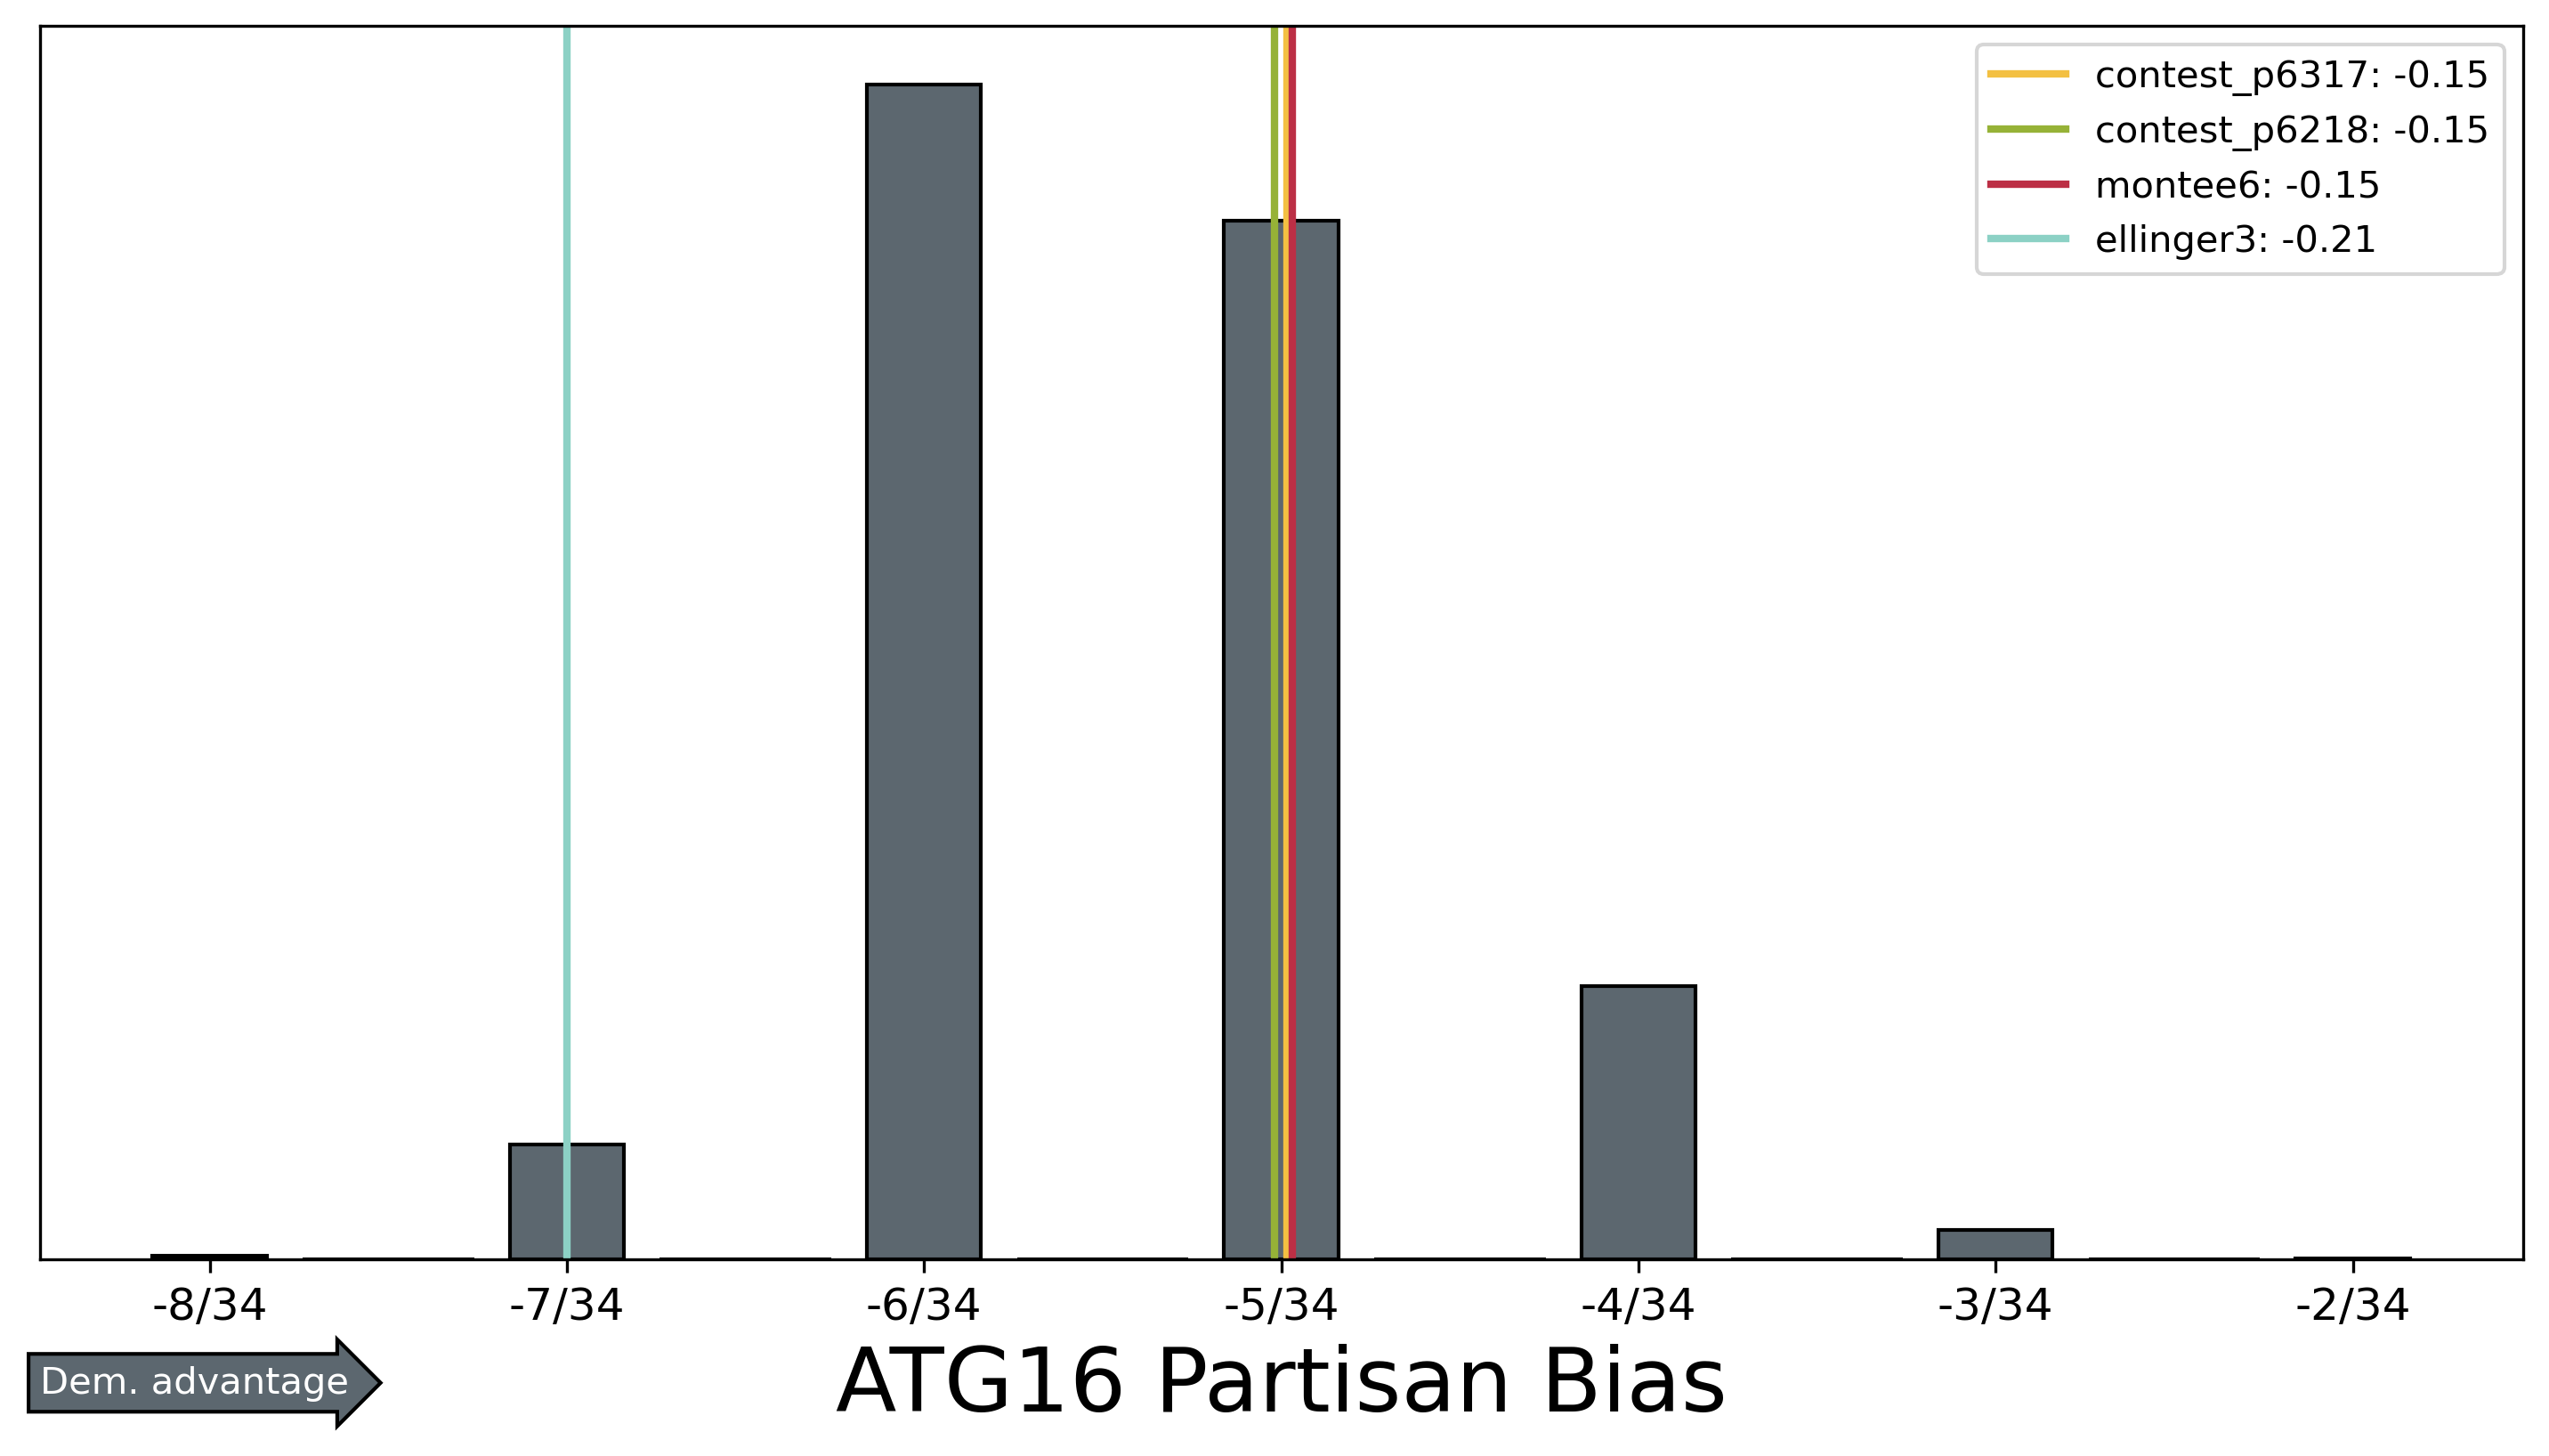 contest_p6317: -0.15
contest_p6218: -0.15
montee6: -0.15
ellinger3: -0.21
-8/34 -7/34 -6/34 -5/34 -4/34 -3/34 -2/34
Dem. advantage
ATG16 Partisan Bias